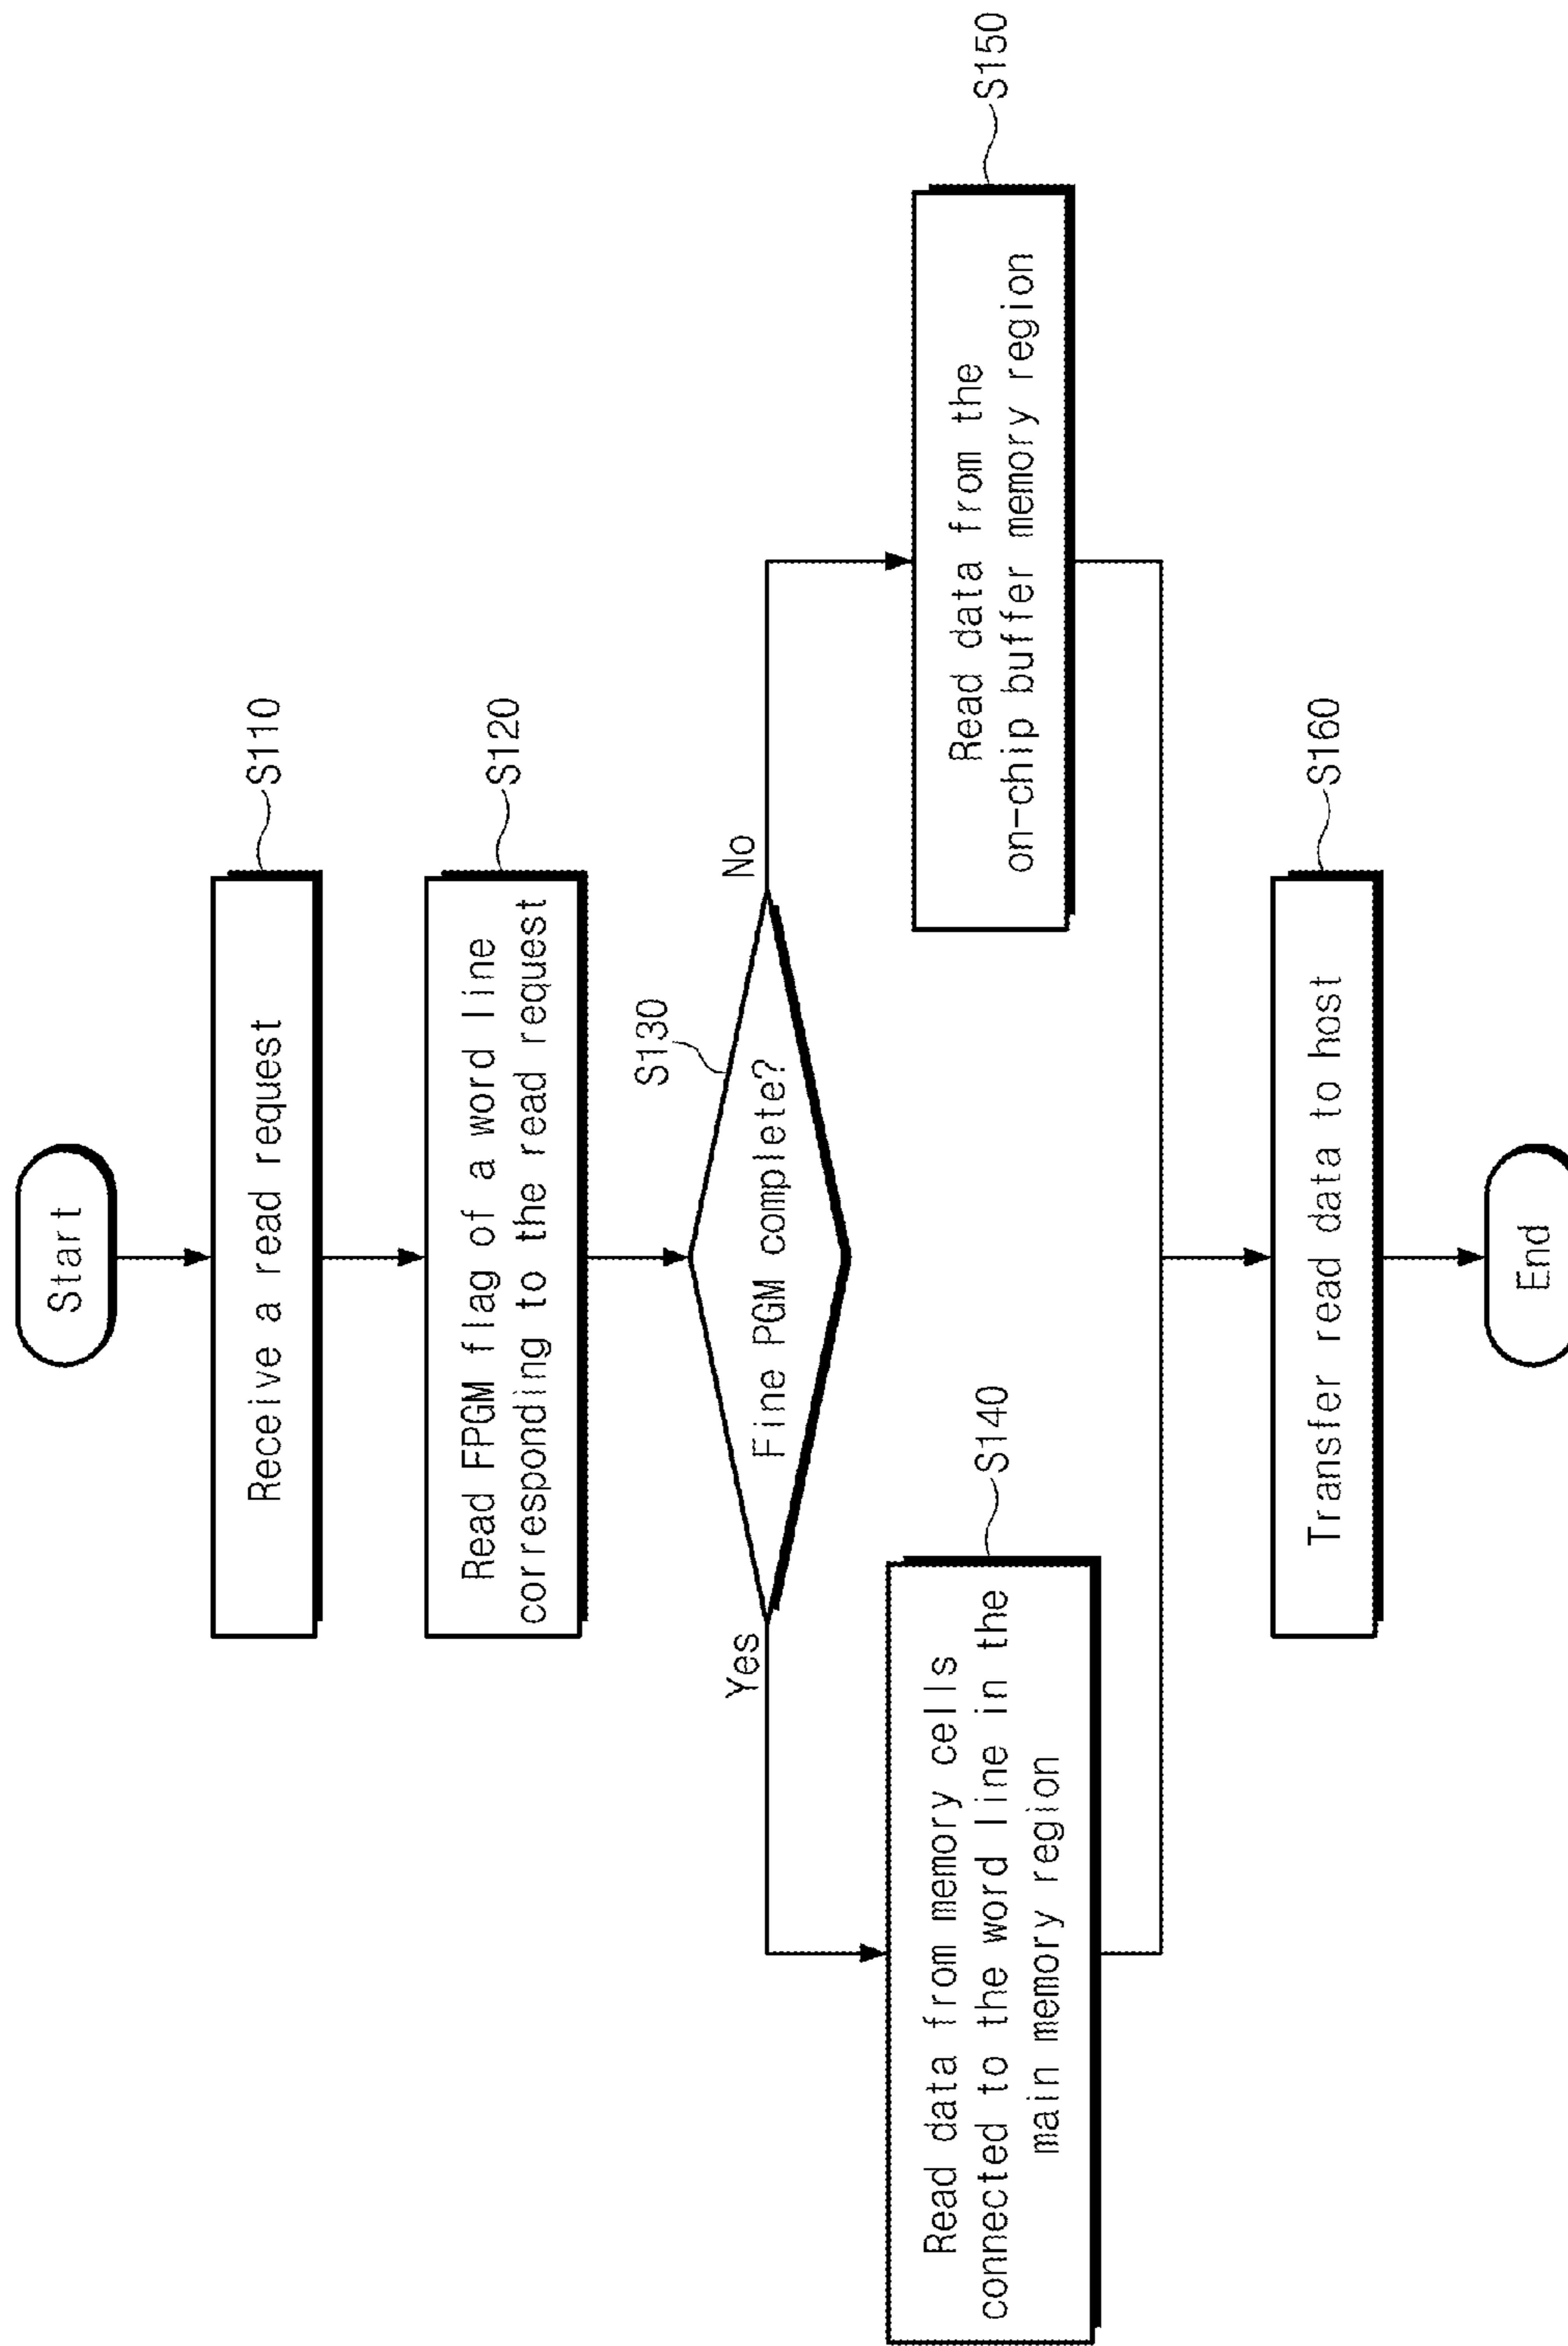 Start
Receive a read request
S110
Read FPGM flag of a word line
corresponding to the read request
S120
Fine PGM complete?
S130
Yes
No
Read data from memory cells
connected to the word line in the
main memory region
S140
Read data from the
on-chip buffer memory region
S150
Transfer read data to host
S160
End